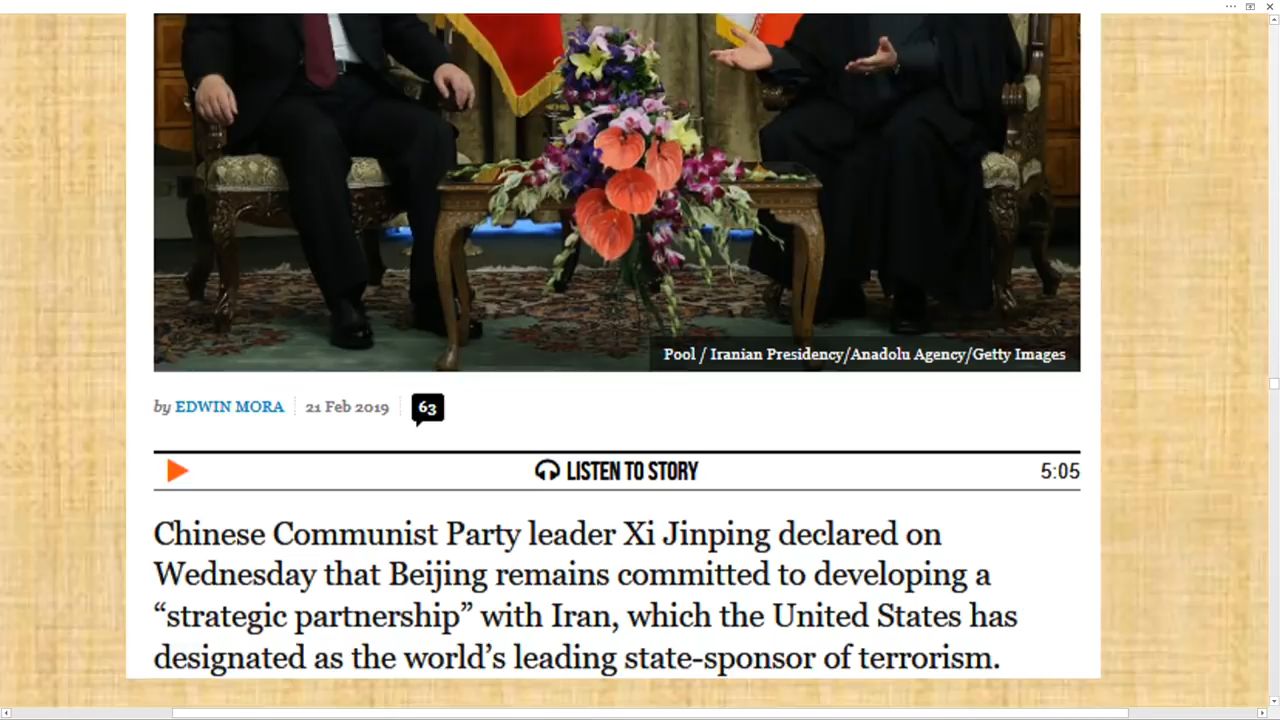 Pool / Iranian Presidency/Anadolu Agency/Getty Images
by EDWIN MORA 21 Feb 2019 63
LISTEN TO STORY 5:05
Chinese Communist Party leader Xi Jinping declared on
Wednesday that Beijing remains committed to developing a
“strategic partnership” with Iran, which the United States has
designated as the world’s leading state-sponsor of terrorism.